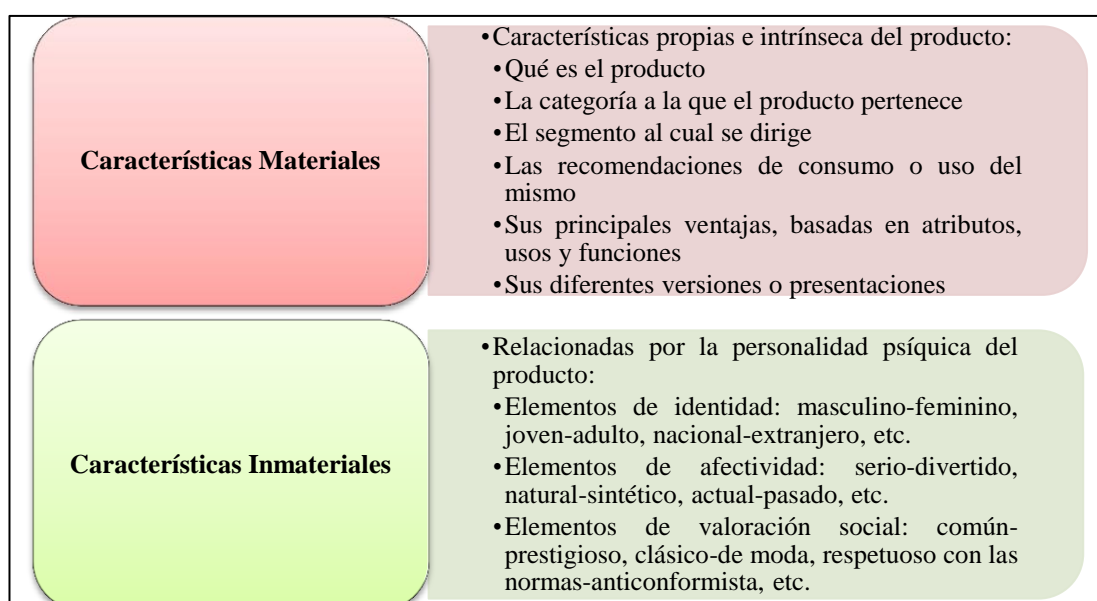 Características Materiales
•Características propias e intrínseca del producto:
•Qué es el producto
•La categoría a la que el producto pertenece
•El segmento al cual se dirige
•Las recomendaciones de consumo o uso del
mismo
•Sus principales ventajas, basadas en atributos,
usos y funciones
•Sus diferentes versiones o presentaciones
Características Inmateriales
•Relacionadas por la personalidad psíquica del
producto:
•Elementos de identidad: masculino-femenino,
joven-adulto, nacional-extranjero, etc.
•Elementos de afectividad: serio-divertido,
natural-sintético, actual-pasado, etc.
•Elementos de valoración social: común-
prestigioso, clásico-de moda, respetuoso con las
normas-anticonformista, etc.